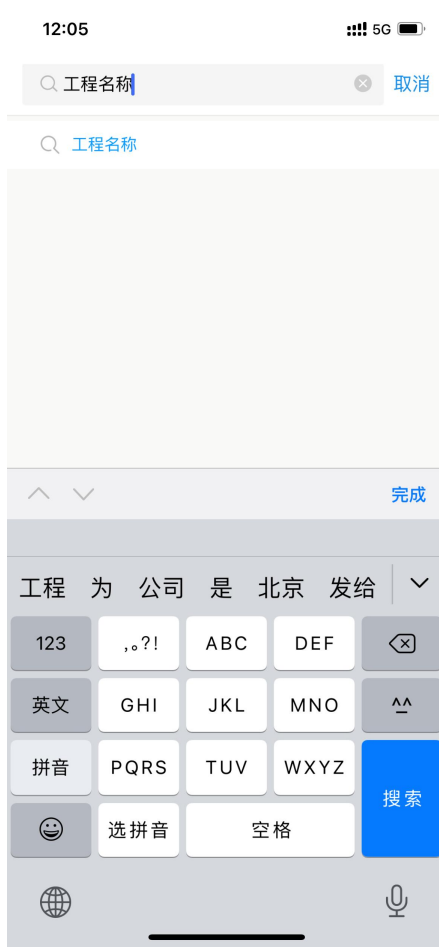 12:05 5G
工程名称 取消
工程名称
完成
工程 为 公司 是 北京 发给
123 ,。?! ABC DEF
英文 GHI JKL MNO ^^
拼音 PQRS TUV WXYZ
搜索
选拼音 空格